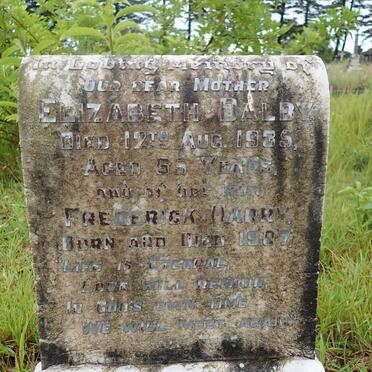 In Loving Memory of
Our Dear Mother
Elizabeth Dalby
Died 12th Aug. 1935,
Aged 55 Years
and of her son
Frederick Harry,
Born and Died 1927
"Life is Eternal,
Love will remain,
In God's own time
We will meet again"